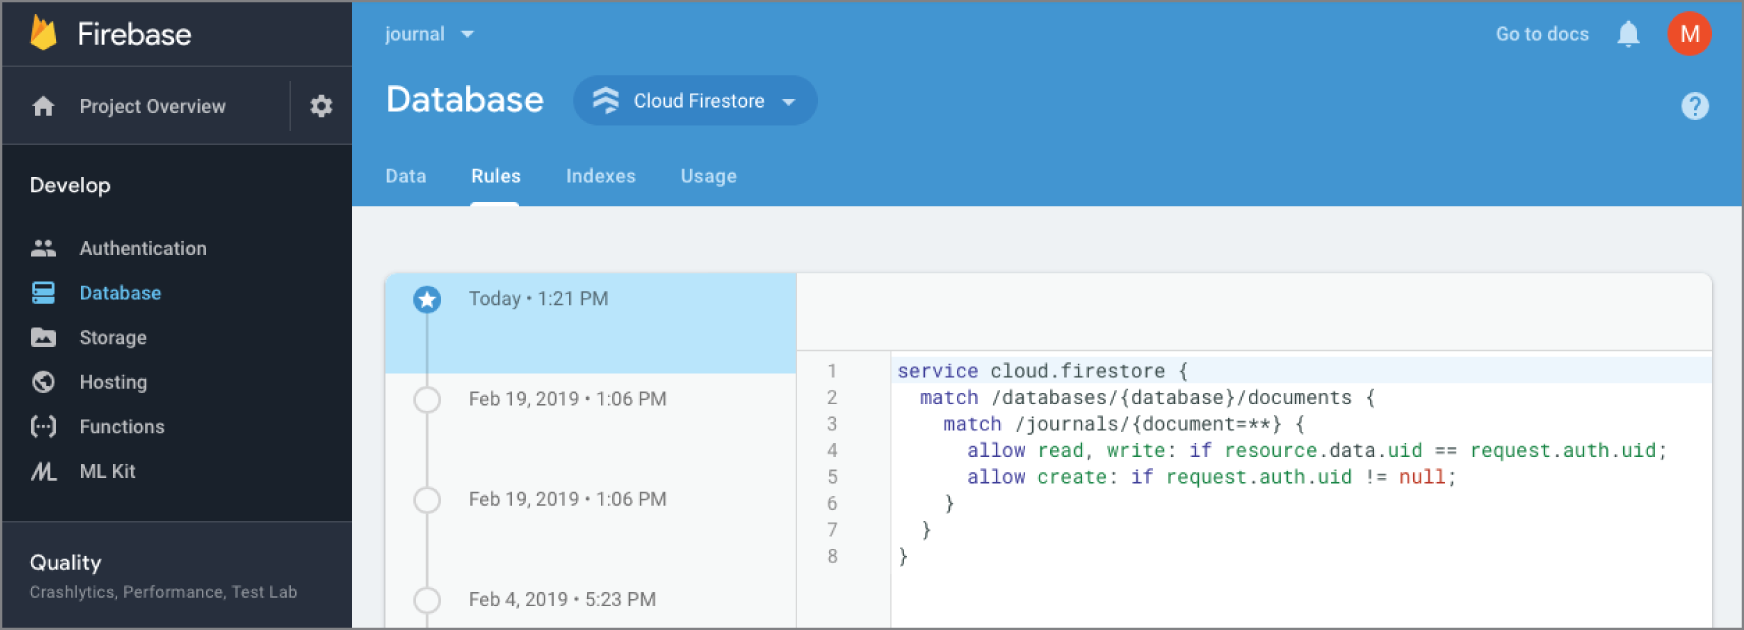 Firebase
Project Overview
Develop
Authentication
Database
Storage
Hosting
Functions
ML Kit
Quality
Crashlytics, Performance, Test Lab
journal
Go to docs
M
Database
Cloud Firestore
?
Data Rules Indexes Usage
Today • 1:21 PM
Feb 19, 2019 • 1:06 PM
Feb 19, 2019 • 1:06 PM
Feb 4, 2019 • 5:23 PM
1 service cloud.firestore {
2 match /databases/{database}/documents {
3 match /journals/{document=**} {
4 allow read, write: if resource.data.uid == request.auth.uid;
5 allow create: if request.auth.uid != null;
6 }
7 }
8 }